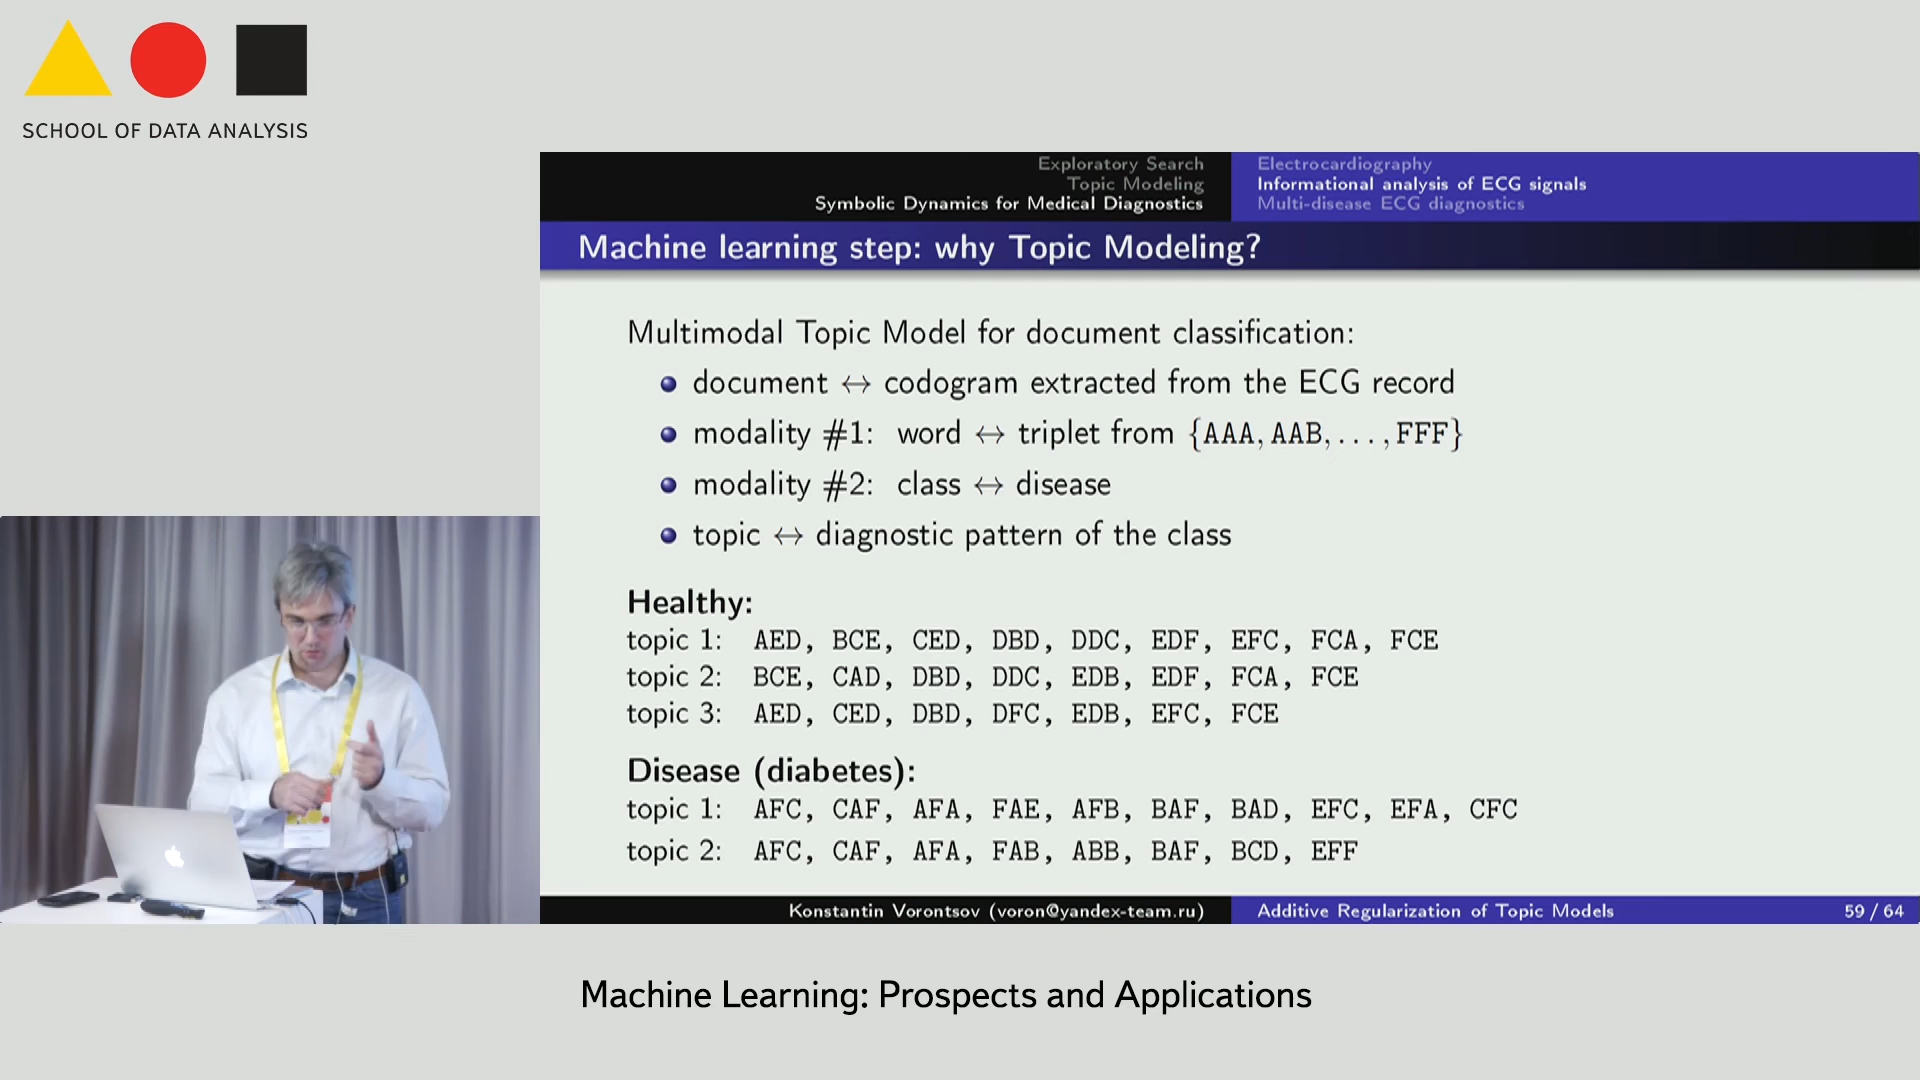 SCHOOL OF DATA ANALYSIS
Exploratory Search
Topic Modeling
Symbolic Dynamics for Medical Diagnostics
Electrocardiography
Informational analysis of ECG signals
Multi-disease ECG diagnostics
Machine learning step: why Topic Modeling?
Multimodal Topic Model for document classification:
document ↔ codogram extracted from the ECG record
modality #1: word ↔ triplet from {AAA, AAB, . . . , FFF}
modality #2: class ↔ disease
topic ↔ diagnostic pattern of the class
Healthy:
topic 1: AED, BCE, CED, DBD, DDC, EDF, EFC, FCA, FCE
topic 2: BCE, CAD, DBD, DDC, EDB, EDF, FCA, FCE
topic 3: AED, CED, DBD, DFC, EDB, EFC, FCE
Disease (diabetes):
topic 1: AFC, CAF, AFA, FAE, AFB, BAF, BAD, EFC, EFA, CFC
topic 2: AFC, CAF, AFA, FAB, ABB, BAF, BCD, EFF
Konstantin Vorontsov (voron@yandex-team.ru)
Additive Regularization of Topic Models
59 / 64
Machine Learning: Prospects and Applications